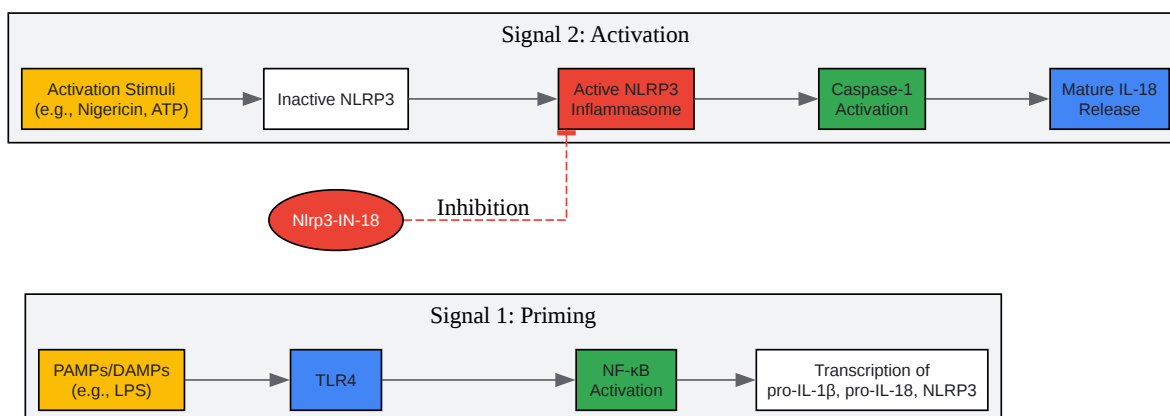 Signal 2: Activation
Activation Stimuli
(e.g., Nigericin, ATP)
Inactive NLRP3
Active NLRP3
Inflammasome
Caspase-1
Activation
Mature IL-18
Release
Nlrp3-IN-18
Inhibition
Signal 1: Priming
PAMPs/DAMPs
(e.g., LPS)
TLR4
NF-κB
Activation
Transcription of
pro-IL-1β, pro-IL-18, NLRP3